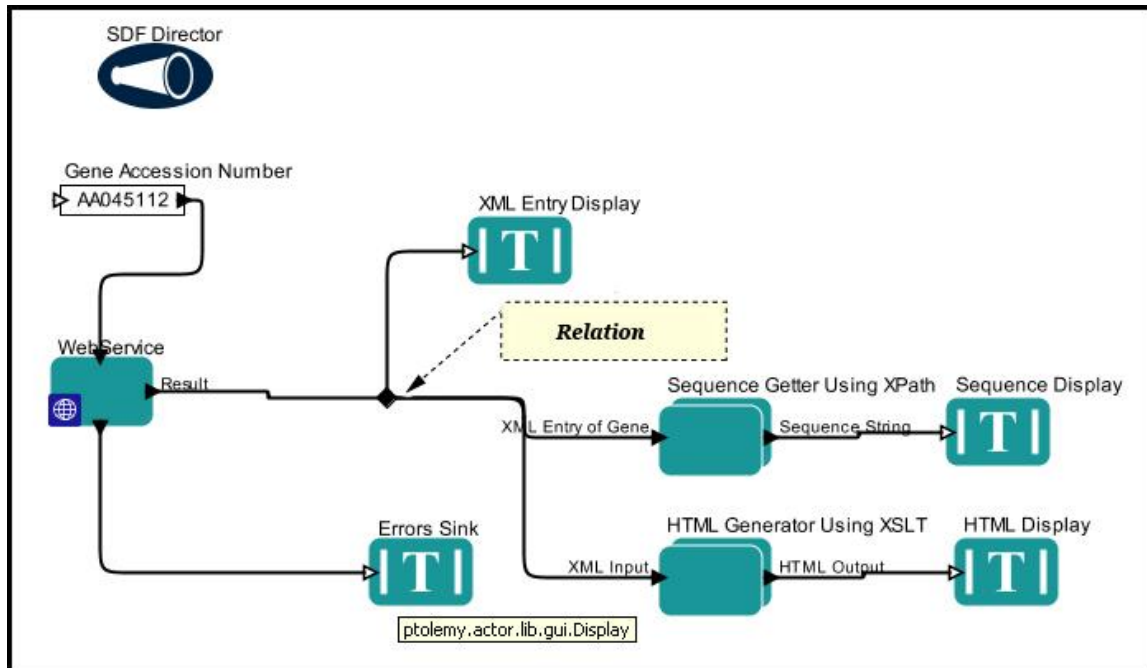 SDF Director
Gene Accession Number
AA045112
XML Entry Display
T
Relation
WebService
Result
Sequence Getter Using XPath
Sequence Display
XML Entry of Gene
Sequence String
T
Errors Sink
T
HTML Generator Using XSLT
HTML Display
XML Input
HTML Output
T
ptolemy.actor.lib.gui.Display